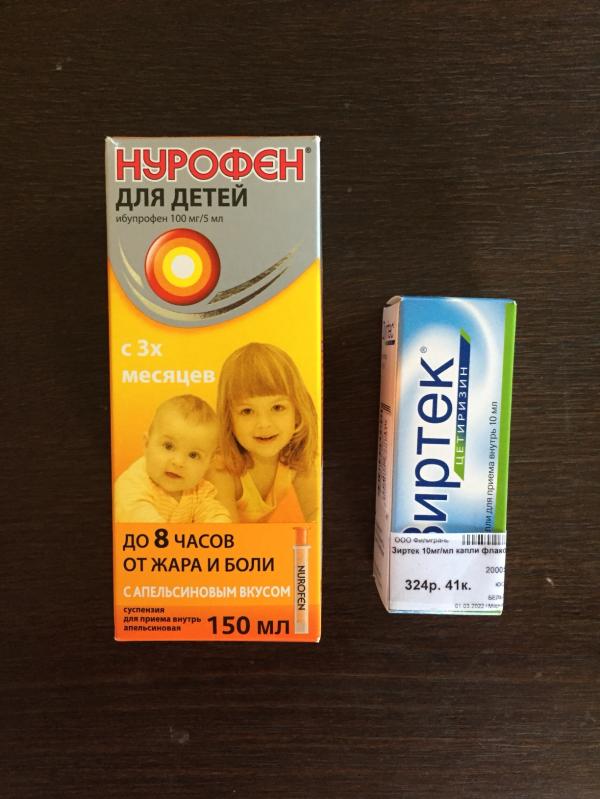 НУРОФЕН®
ДЛЯ ДЕТЕЙ
ибупрофен 100 мг/5 мл
с 3х
месяцев
ДО 8 ЧАСОВ
ОТ ЖАРА И БОЛИ
С АПЕЛЬСИНОВЫМ ВКУСОМ
суспензия
для приема внутрь
апельсиновая
150 мл
NUROFEN
Зиртек®
ЦЕТИРИЗИН
для приема внутрь 10 мл
ООО Филигрань
Зиртек 10мг/мл капли
324р. 41к.
01.03.2022